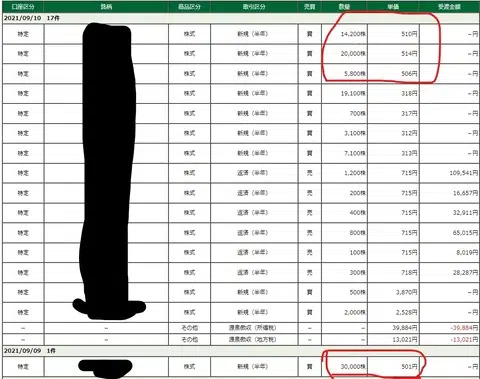 口座区分 銘柄 商品区分 取引区分 売買 数量 単価 受渡金額
2021/09/10 17件
特定 株式 新規(半年) 買 14,200株 510円 －円
特定 株式 新規(半年) 買 20,000株 514円 －円
特定 株式 新規(半年) 買 5,800株 506円 －円
特定 株式 新規(半年) 買 19,100株 318円 －円
特定 株式 新規(半年) 買 700株 317円 －円
特定 株式 新規(半年) 買 3,100株 312円 －円
特定 株式 新規(半年) 買 7,100株 313円 －円
特定 株式 返済(半年) 売 1,200株 715円 109,541円
特定 株式 返済(半年) 売 200株 715円 16,657円
特定 株式 返済(半年) 売 400株 715円 32,911円
特定 株式 返済(半年) 売 800株 715円 65,015円
特定 株式 返済(半年) 売 100株 715円 8,019円
特定 株式 返済(半年) 売 300株 718円 28,287円
特定 株式 新規(半年) 買 500株 3,870円 －円
特定 株式 新規(半年) 買 2,000株 2,528円 －円
－ － その他 源泉徴収(所得税) － － 39,884円 -39,884円
－ － その他 源泉徴収(地方税) － － 13,021円 -13,021円
2021/09/09 1件
特定 株式 新規(半年) 買 30,000株 501円 －円